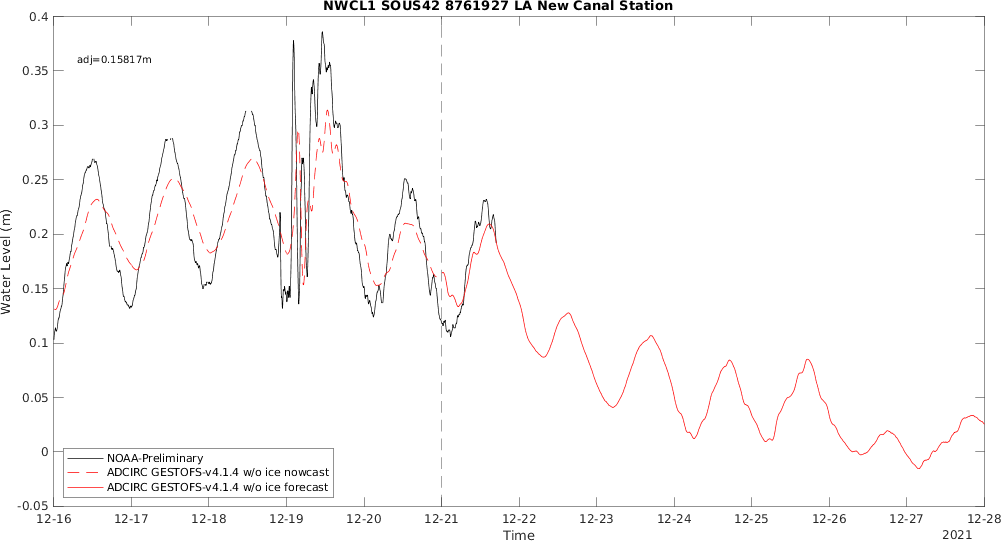 NWCL1 SOUS42 8761927 LA New Canal Station
adj=0.15817m
0.4
0.35
0.3
0.25
0.2
0.15
0.1
0.05
0
-0.05
Water Level (m)
NOAA-Preliminary
ADCIRC GESTOFS-v4.1.4 w/o ice nowcast
ADCIRC GESTOFS-v4.1.4 w/o ice forecast
12-16 12-17 12-18 12-19 12-20 12-21 12-22 12-23 12-24 12-25 12-26 12-27 12-28
Time
2021